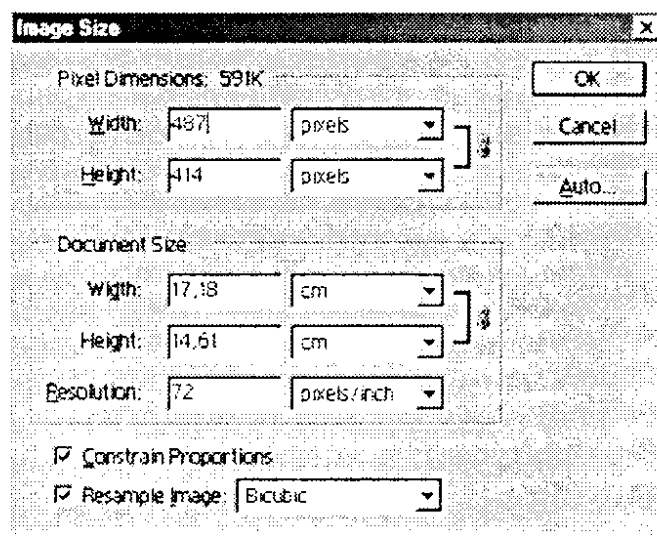 Image Size
Pixel Dimensions: 591K
OK
Width: 487 pixels
Cancel
Height: 414 pixels
Auto...
Document Size
Width: 17,18 cm
Height: 14,61 cm
Resolution: 72 pixels/inch
Constrain Proportions
Resample Image: Bicubic